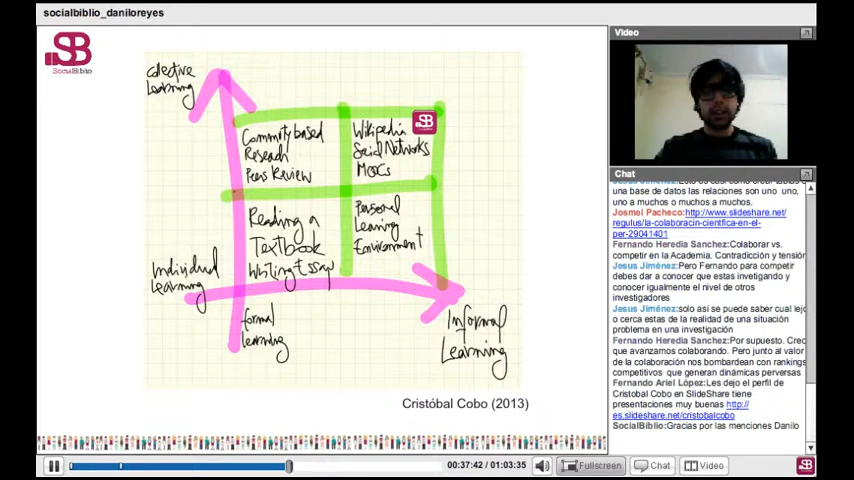 socialbiblio_daniloreyes
SB
SocialBiblio
Colective
Learning
Commuty based
Reseach
Peers Review
Wikipedia
Social Networks
MOOCs
SB
Reading a
Textbook
Writing Essay
Personal
Learning
Environment
Individual
Learning
formal
learning
Informal
Learning
Cristóbal Cobo (2013)
Video
Chat
una base de datos las relaciones son uno uno,
uno a muchos o muchos a muchos.
Josmel Pacheco:http://www.slideshare.net/
regulus/la-colaboracin-cientfica-en-el-
per-29041401
Fernando Heredia Sanchez:Colaborar vs.
competir en la Academia. Contradicción y tensión
Jesus Jiménez:Pero Fernando para competir
debes dar a conocer que estas invetigando y
conocer igualmente el nivel de otros
investigadores
Jesus Jiménez:solo así se puede saber cual lejo
o cerca estas de la realidad de una situación
problema en una investigación
Fernando Heredia Sanchez:Por supuesto. Creo
que avanzamos colaborando. Pero junto al valor de
la colaboración nos bombardean con rankings
competitivos que generan dinámicas perversas
Fernando Ariel López:Les dejo el perfil de
Cristobal Cobo en SlideShare tiene
presentaciones muy buenas http://
es.slideshare.net/cristobalcobo
SocialBiblio:Gracias por las menciones Danilo
00:37:42 / 01:03:35
Fullscreen
Chat
Video
SB